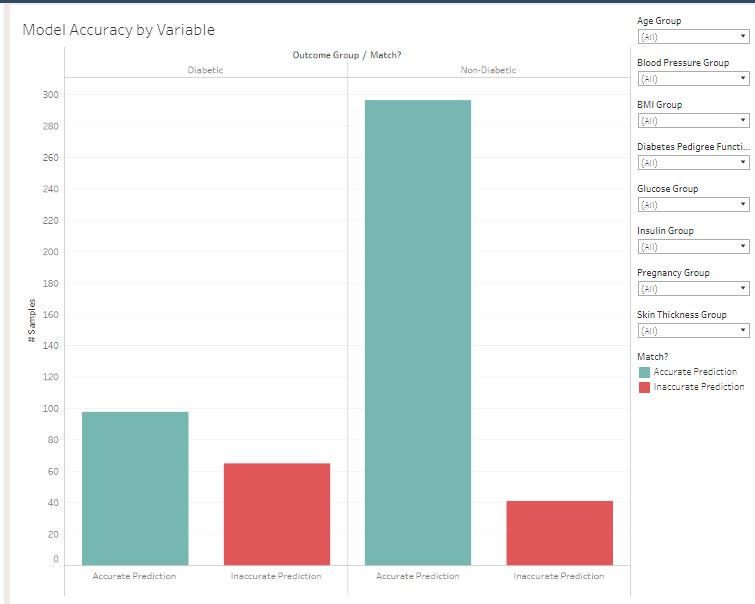 Model Accuracy by Variable
Outcome Group / Match?
Diabetic
Non-Diabetic
300
280
260
240
220
200
180
160
140
120
100
80
60
40
20
0
# Samples
Accurate Prediction
Inaccurate Prediction
Accurate Prediction
Inaccurate Prediction
Age Group
(All)
Blood Pressure Group
(All)
BMI Group
(All)
Diabetes Pedigree Functi...
(All)
Glucose Group
(All)
Insulin Group
(All)
Pregnancy Group
(All)
Skin Thickness Group
(All)
Match?
Accurate Prediction
Inaccurate Prediction